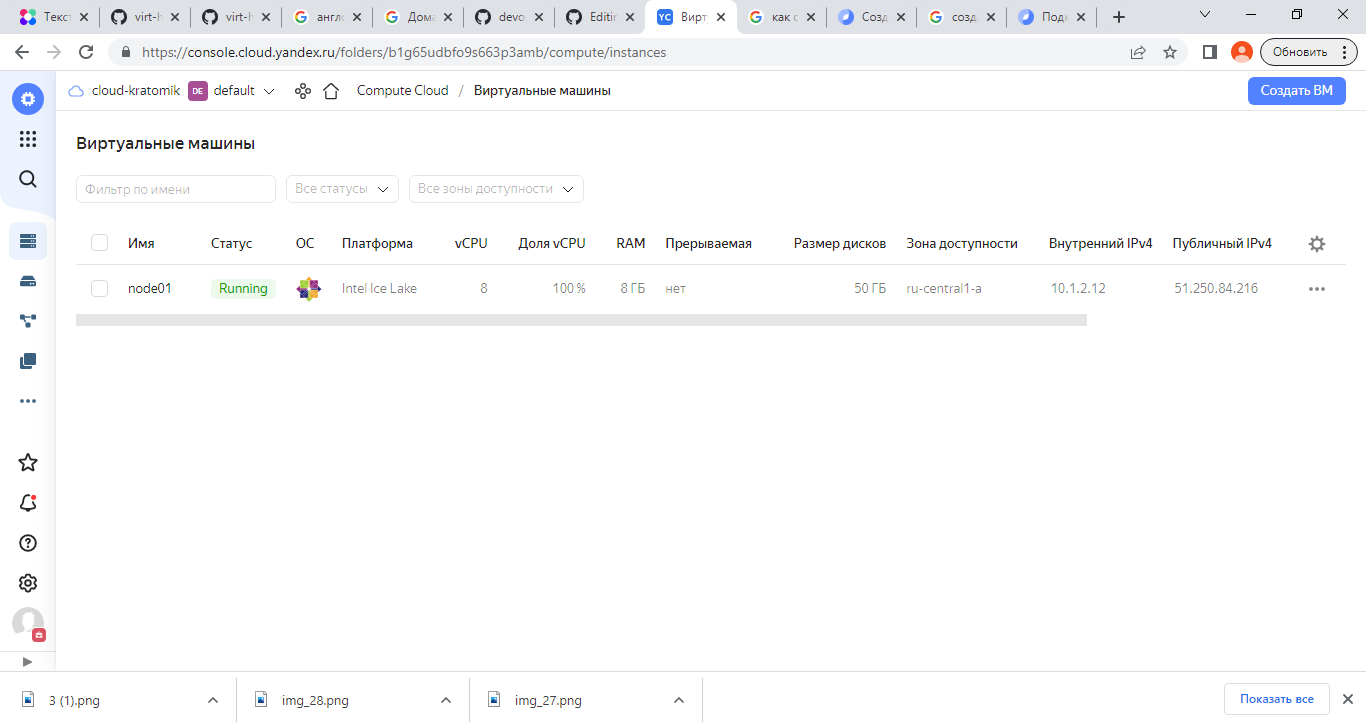 Текс virt-h virt-h англ Дома devo Editin Вирт как с Созд созд Подк
https://console.cloud.yandex.ru/folders/b1g65udbfo9s663p3amb/compute/instances Обновить
cloud-kratomik DE default Compute Cloud / Виртуальные машины Создать ВМ
Виртуальные машины
Фильтр по имени Все статусы Все зоны доступности
Имя Статус ОС Платформа vCPU Доля vCPU RAM Прерываемая Размер дисков Зона доступности Внутренний IPv4 Публичный IPv4
node01 Running Intel Ice Lake 8 100 % 8 ГБ нет 50 ГБ ru-central1-a 10.1.2.12 51.250.84.216
3 (1).png img_28.png img_27.png Показать все